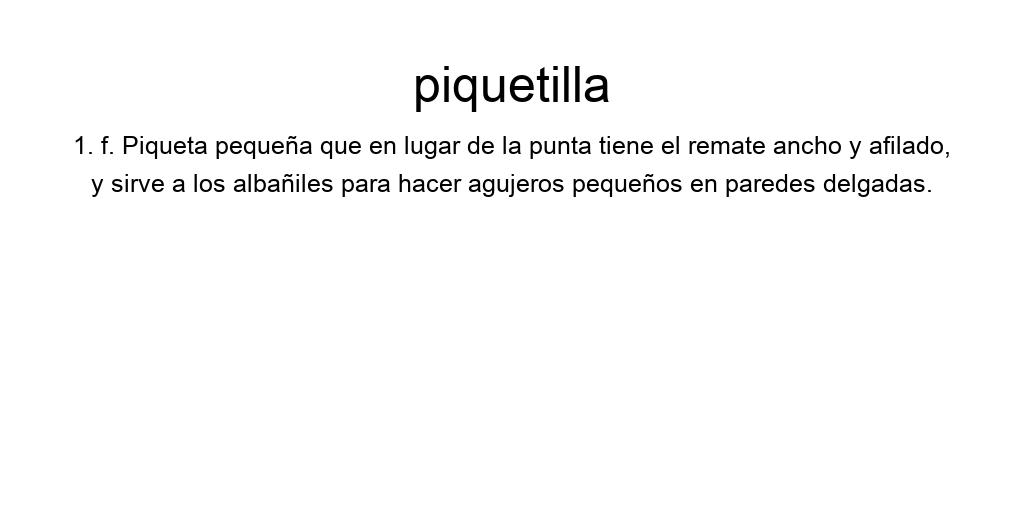 piquetilla
1. f. Piqueta pequeña que en lugar de la punta tiene el remate ancho y afilado,
y sirve a los albañiles para hacer agujeros pequeños en paredes delgadas.